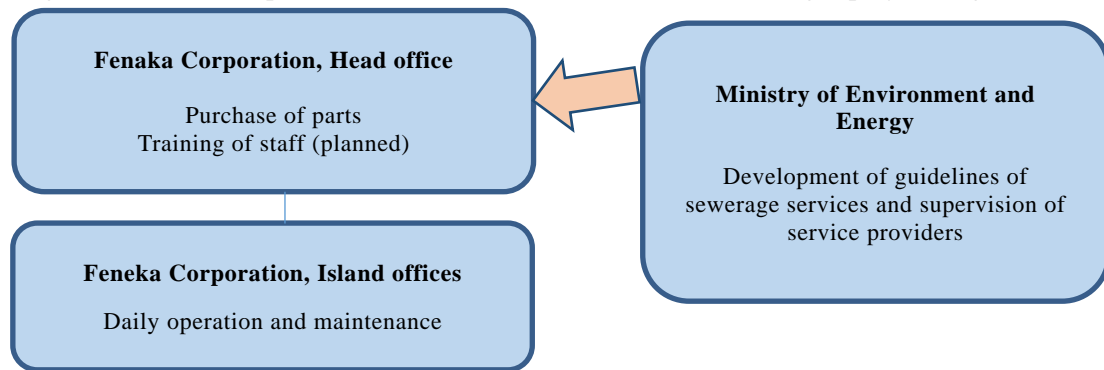 Fenaka Corporation, Head office
Purchase of parts
Training of staff (planned)
Ministry of Environment and
Energy
Development of guidelines of
sewerage services and supervision of
service providers
Feneka Corporation, Island offices
Daily operation and maintenance